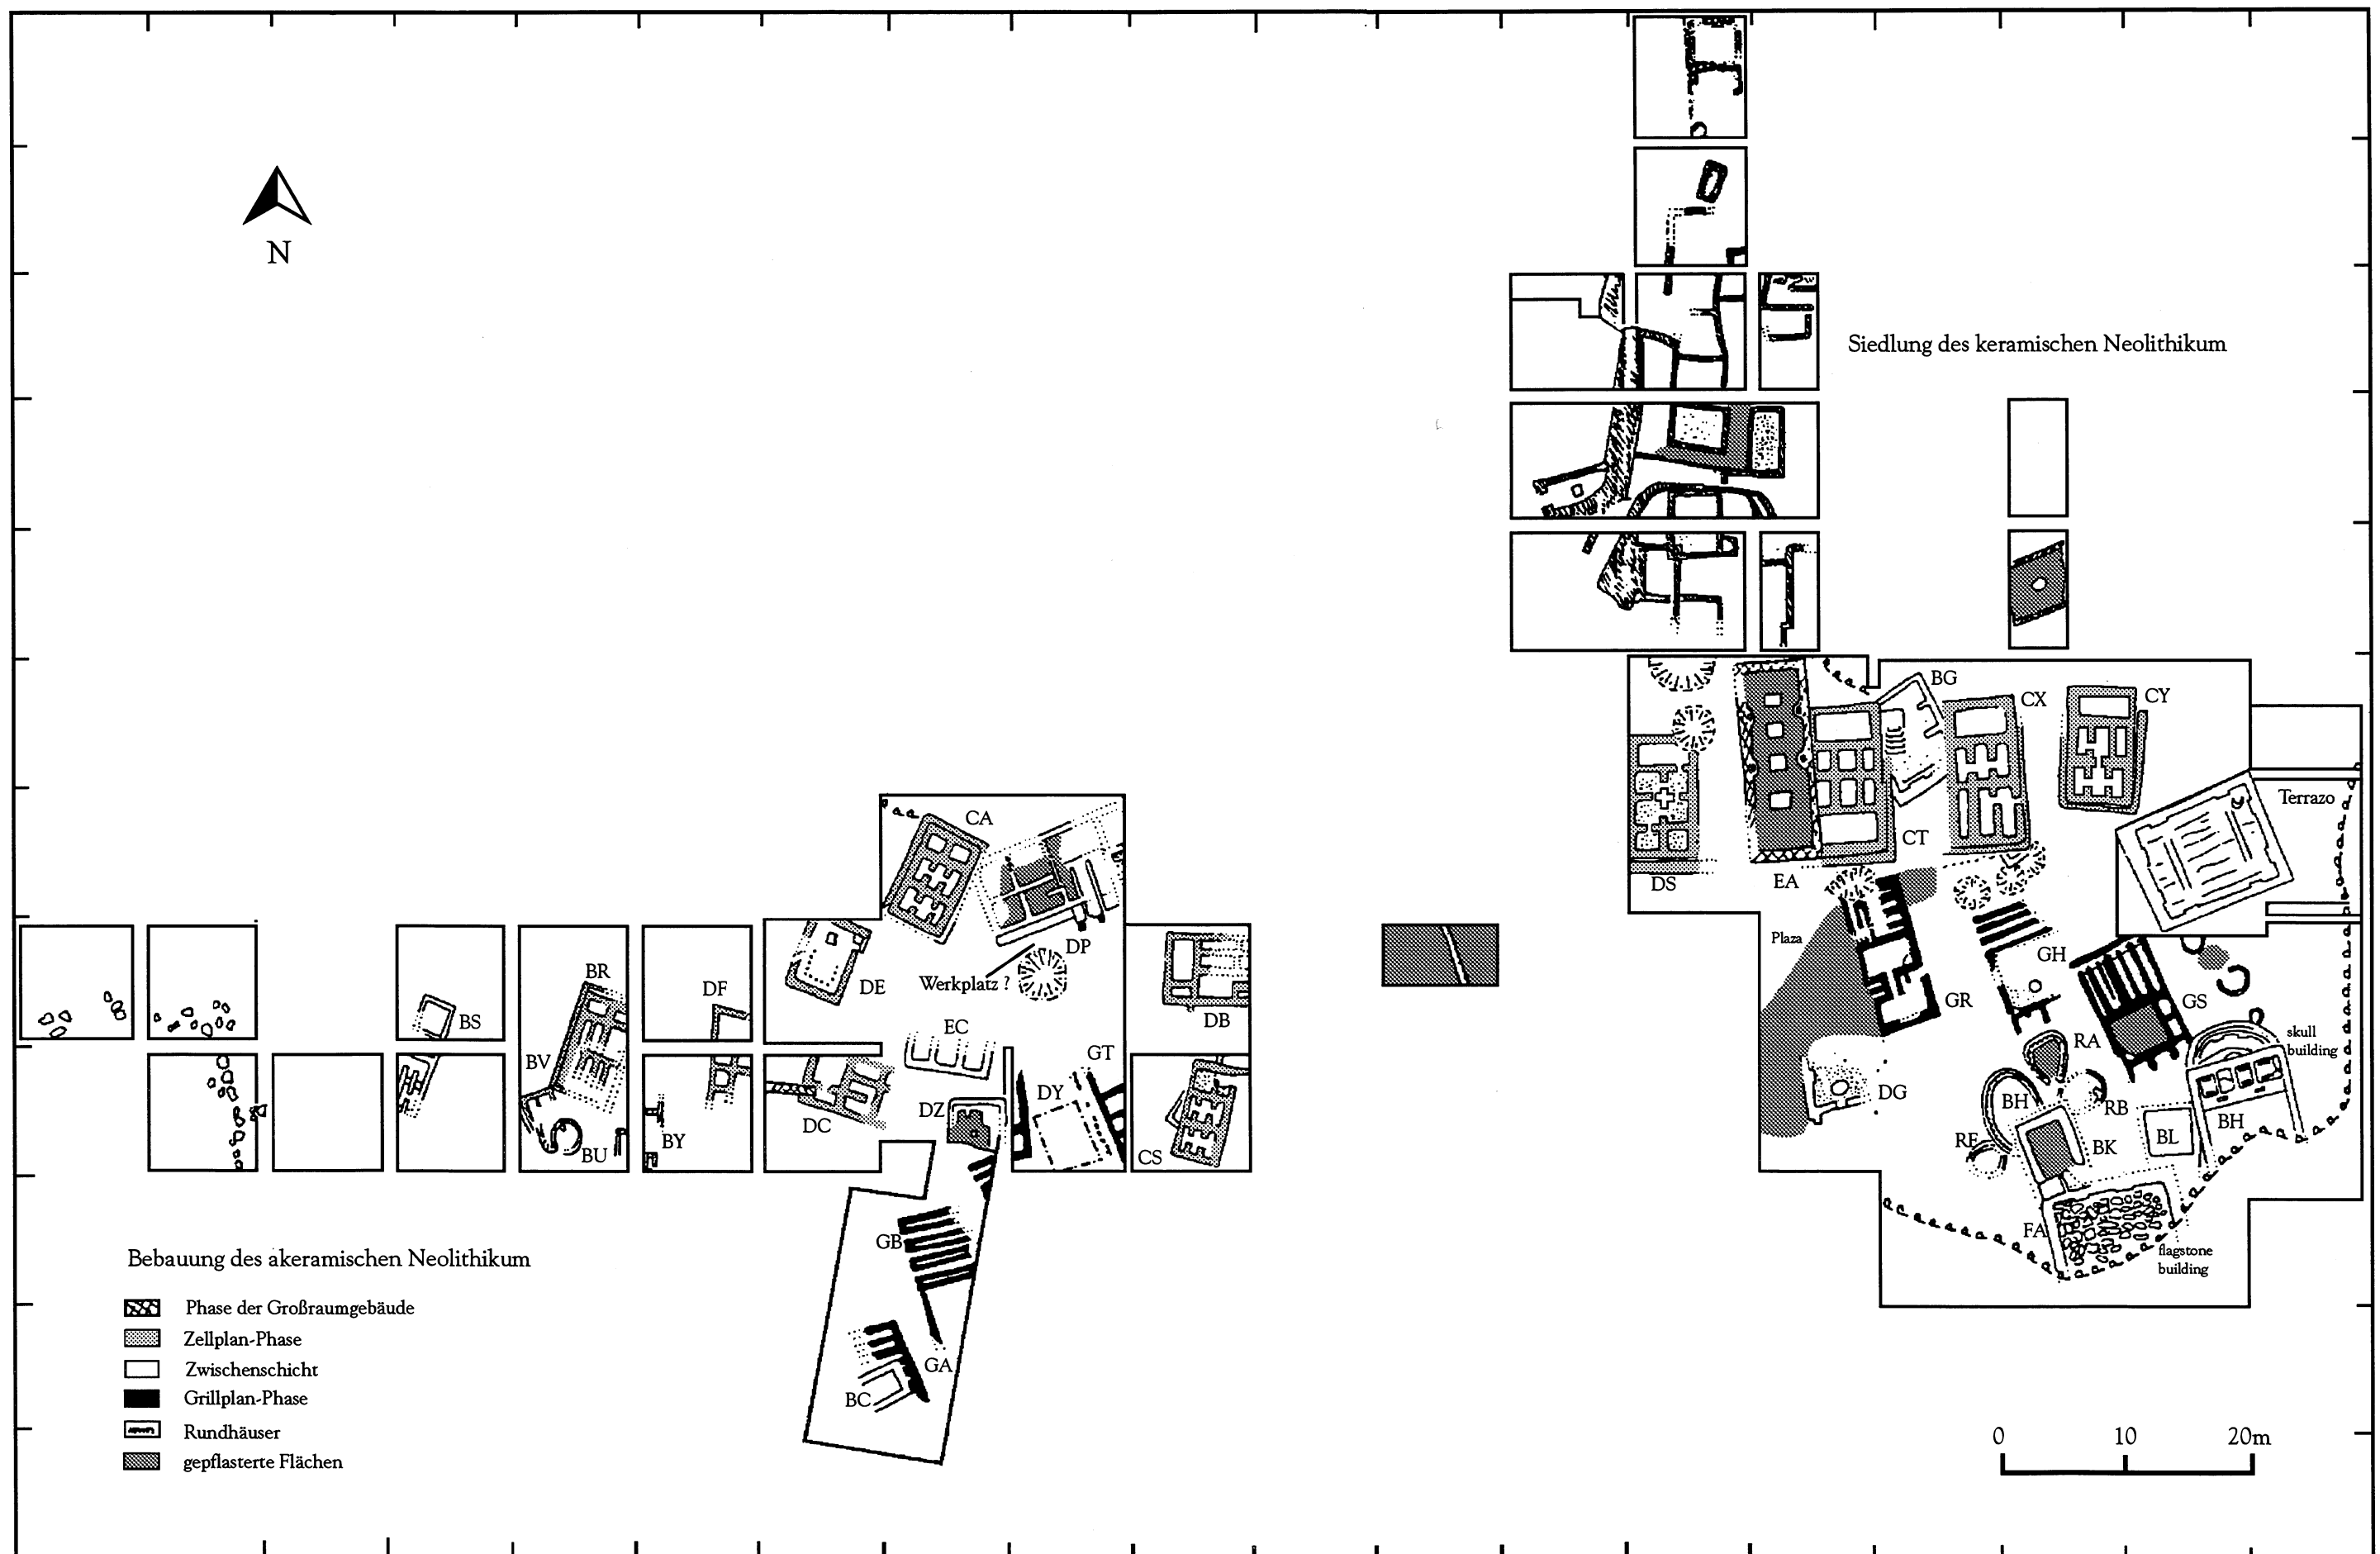 N
Siedlung des keramischen Neolithikum
BG
CX
CY
Terrazo
CT
DS
EA
CA
DP
Werkplatz ?
DE
DB
Plaza
GH
GR
GS
skull
building
RA
DG
BH
RB
BH
RF
BK
BL
FA
flagstone
building
BR
DF
BS
BV
EC
GT
DY
DZ
DC
BY
BU
CS
GB
GA
BC
Bebauung des akeramischen Neolithikum
Phase der Großraumgebäude
Zellplan-Phase
Zwischenschicht
Grillplan-Phase
Rundhäuser
gepflasterte Flächen
0 10 20m